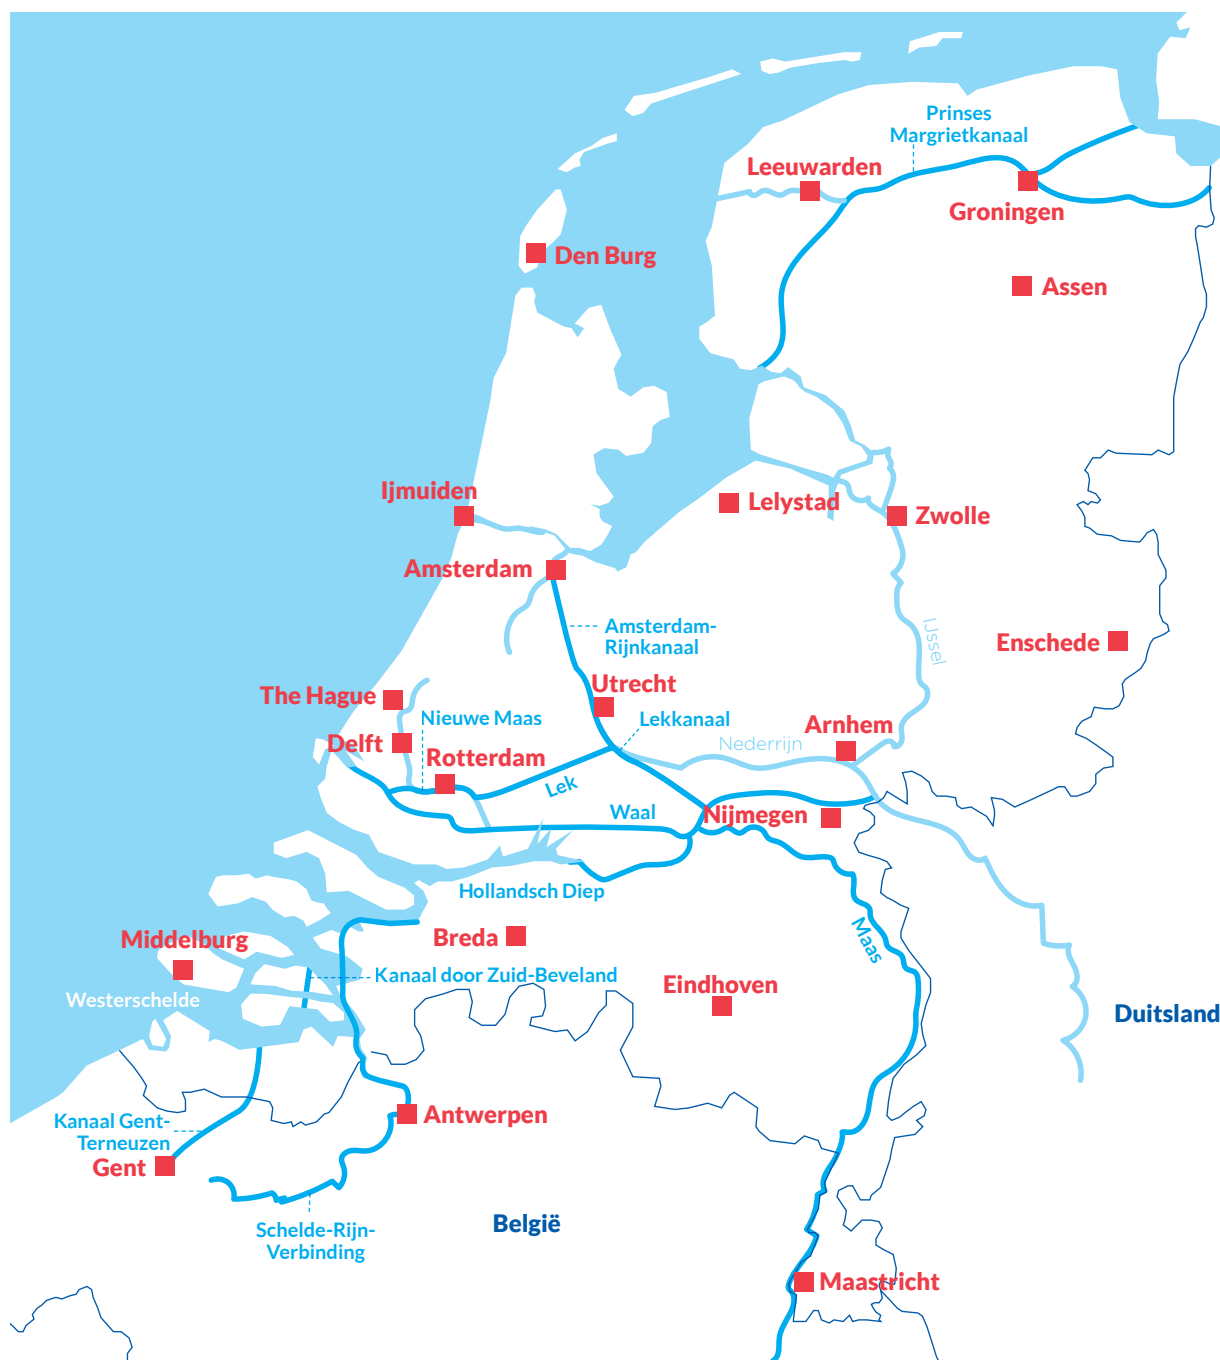 Prinses
Margrietkanaal
Leeuwarden
Groningen
Den Burg
Assen
Ijmuiden
Lelystad
Zwolle
Amsterdam
Amsterdam-
Rijnkanaal
IJssel
Enschede
The Hague
Utrecht
Nieuwe Maas
Lekkanaal
Arnhem
Delft
Nederrijn
Rotterdam
Lek
Waal
Nijmegen
Hollandsch Diep
Breda
Maas
Middelburg
Kanaal door Zuid-Beveland
Eindhoven
Westerschelde
Duitsland
Kanaal Gent-
Terneuzen
Antwerpen
Gent
Schelde-Rijn-
Verbinding
België
Maastricht